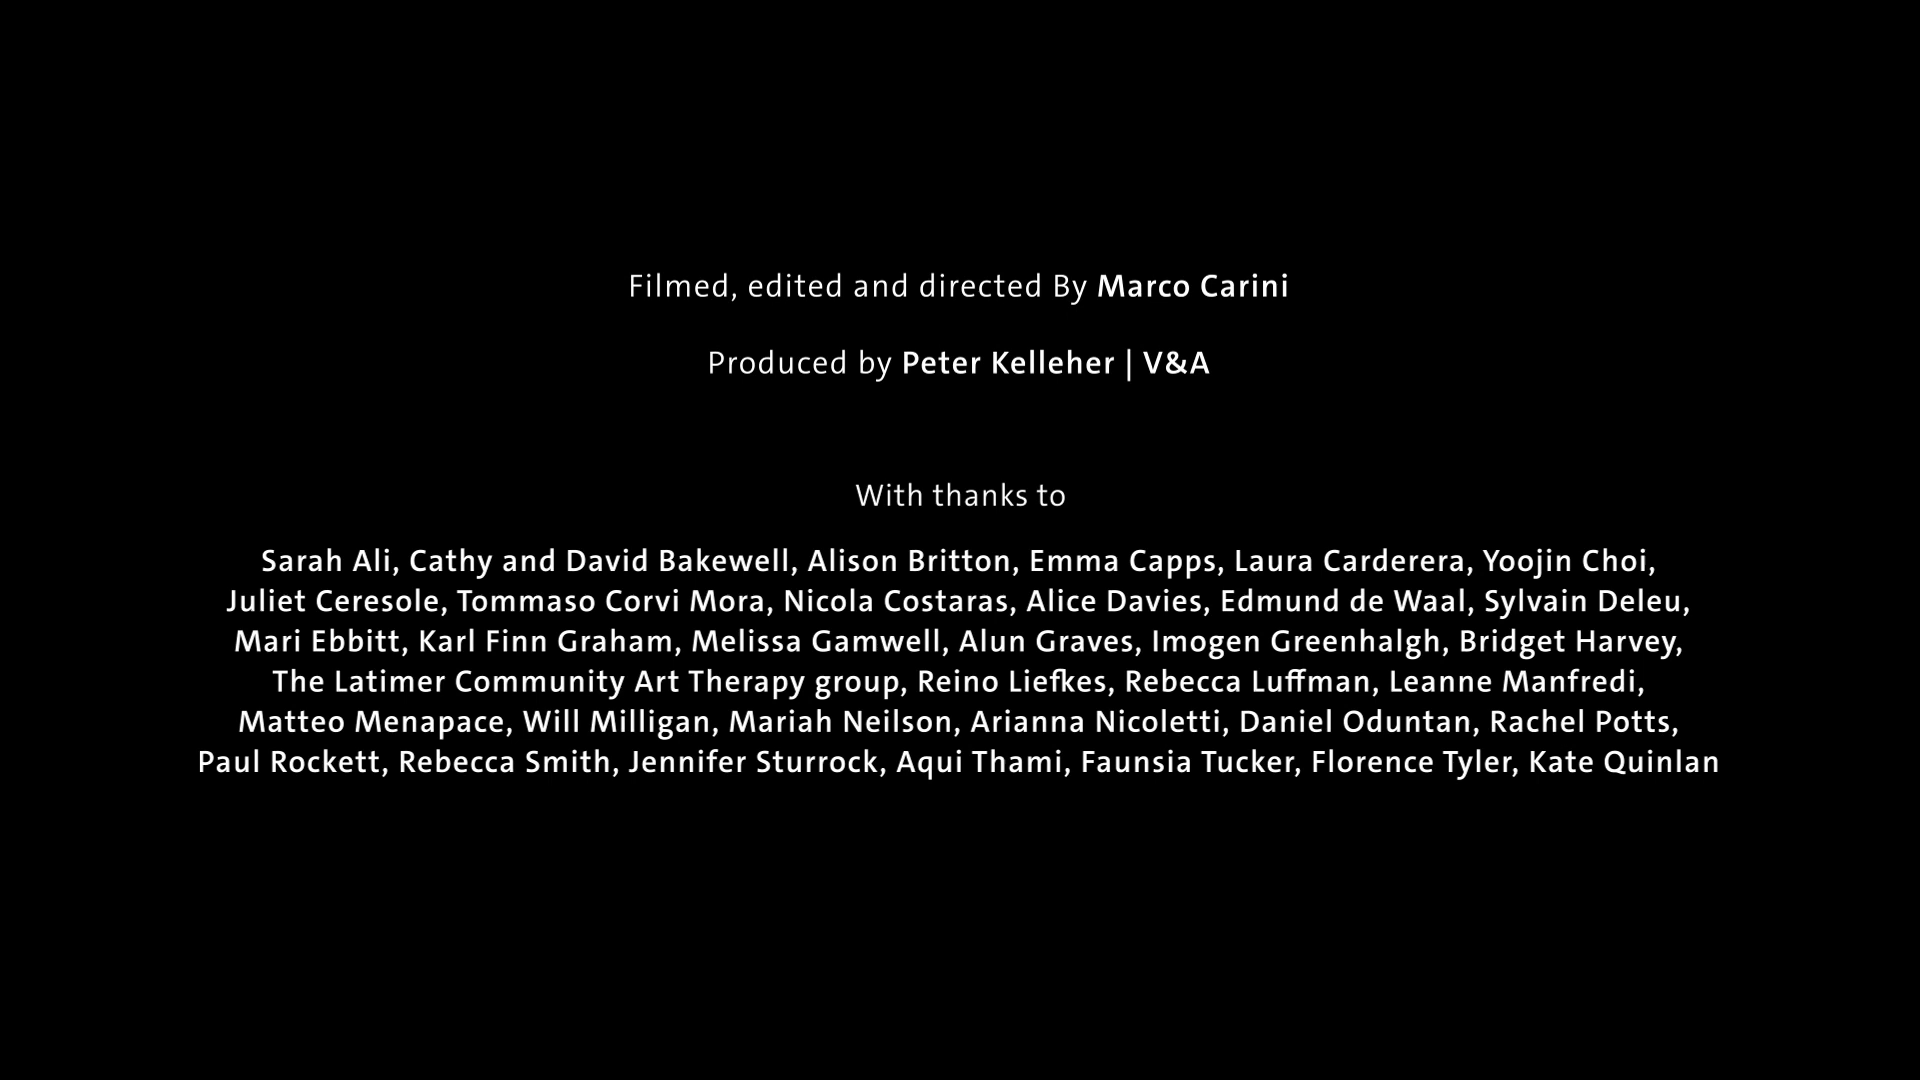 Filmed, edited and directed By Marco Carini
Produced by Peter Kelleher | V&A
With thanks to
Sarah Ali, Cathy and David Bakewell, Alison Britton, Emma Capps, Laura Carderera, Yoojin Choi,
Juliet Ceresole, Tommaso Corvi Mora, Nicola Costaras, Alice Davies, Edmund de Waal, Sylvain Deleu,
Mari Ebbitt, Karl Finn Graham, Melissa Gamwell, Alun Graves, Imogen Greenhalgh, Bridget Harvey,
The Latimer Community Art Therapy group, Reino Liefkes, Rebecca Luffman, Leanne Manfredi,
Matteo Menapace, Will Milligan, Mariah Neilson, Arianna Nicoletti, Daniel Oduntan, Rachel Potts,
Paul Rockett, Rebecca Smith, Jennifer Sturrock, Aqui Thami, Faunsia Tucker, Florence Tyler, Kate Quinlan